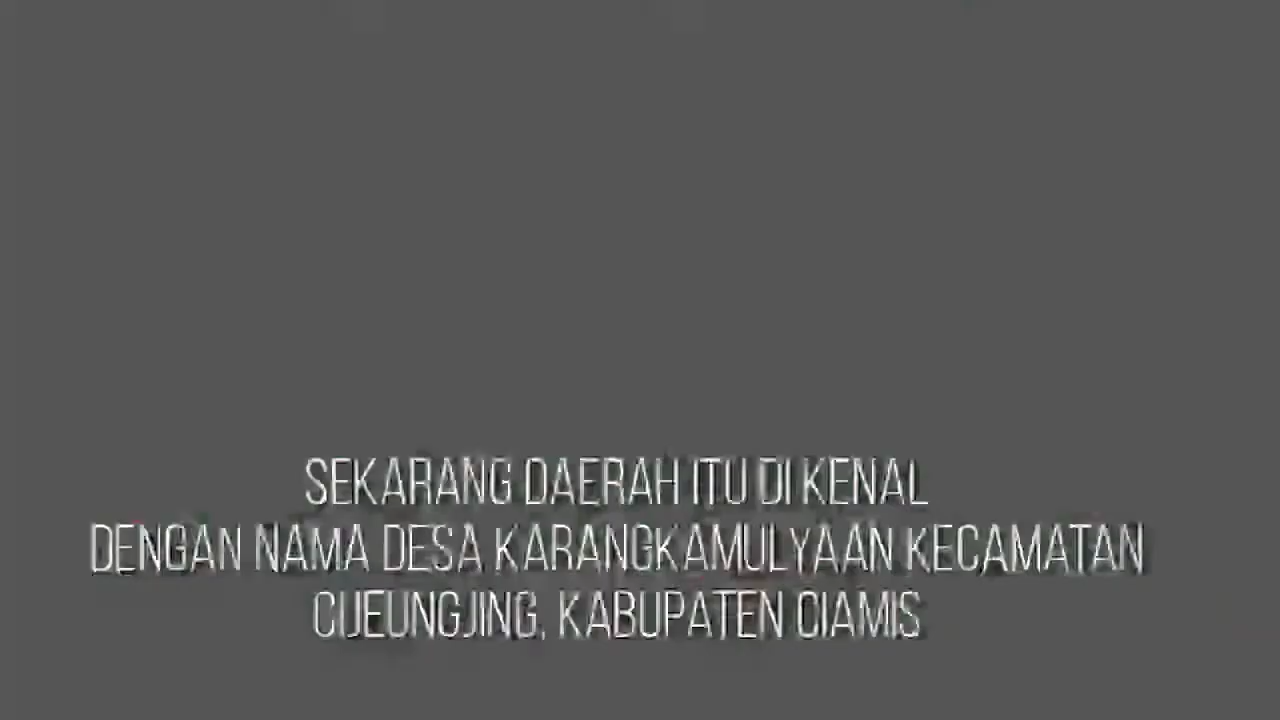 SEKARANG DAERAH ITU DI KENAL
DENGAN NAMA DESA KARANGKAMULYAAN KECAMATAN
CIJEUNGJING, KABUPATEN CIAMIS